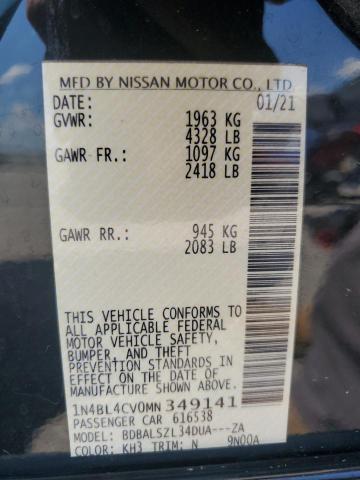 MFD BY NISSAN MOTOR CO., LTD
DATE: 01/21
GVWR: 1963 KG
4328 LB
GAWR FR.: 1097 KG
2418 LB
GAWR RR.: 945 KG
2083 LB
THIS VEHICLE CONFORMS TO
ALL APPLICABLE FEDERAL
MOTOR VEHICLE SAFETY,
BUMPER, AND THEFT
PREVENTION STANDARDS IN
EFFECT ON THE DATE OF
MANUFACTURE SHOWN ABOVE.
1N4BL4CV0MN349141
PASSENGER CAR 616538
MODEL: BDBALSZL34DUA---ZA
COLOR: KH3 TRIM: N 9N00A